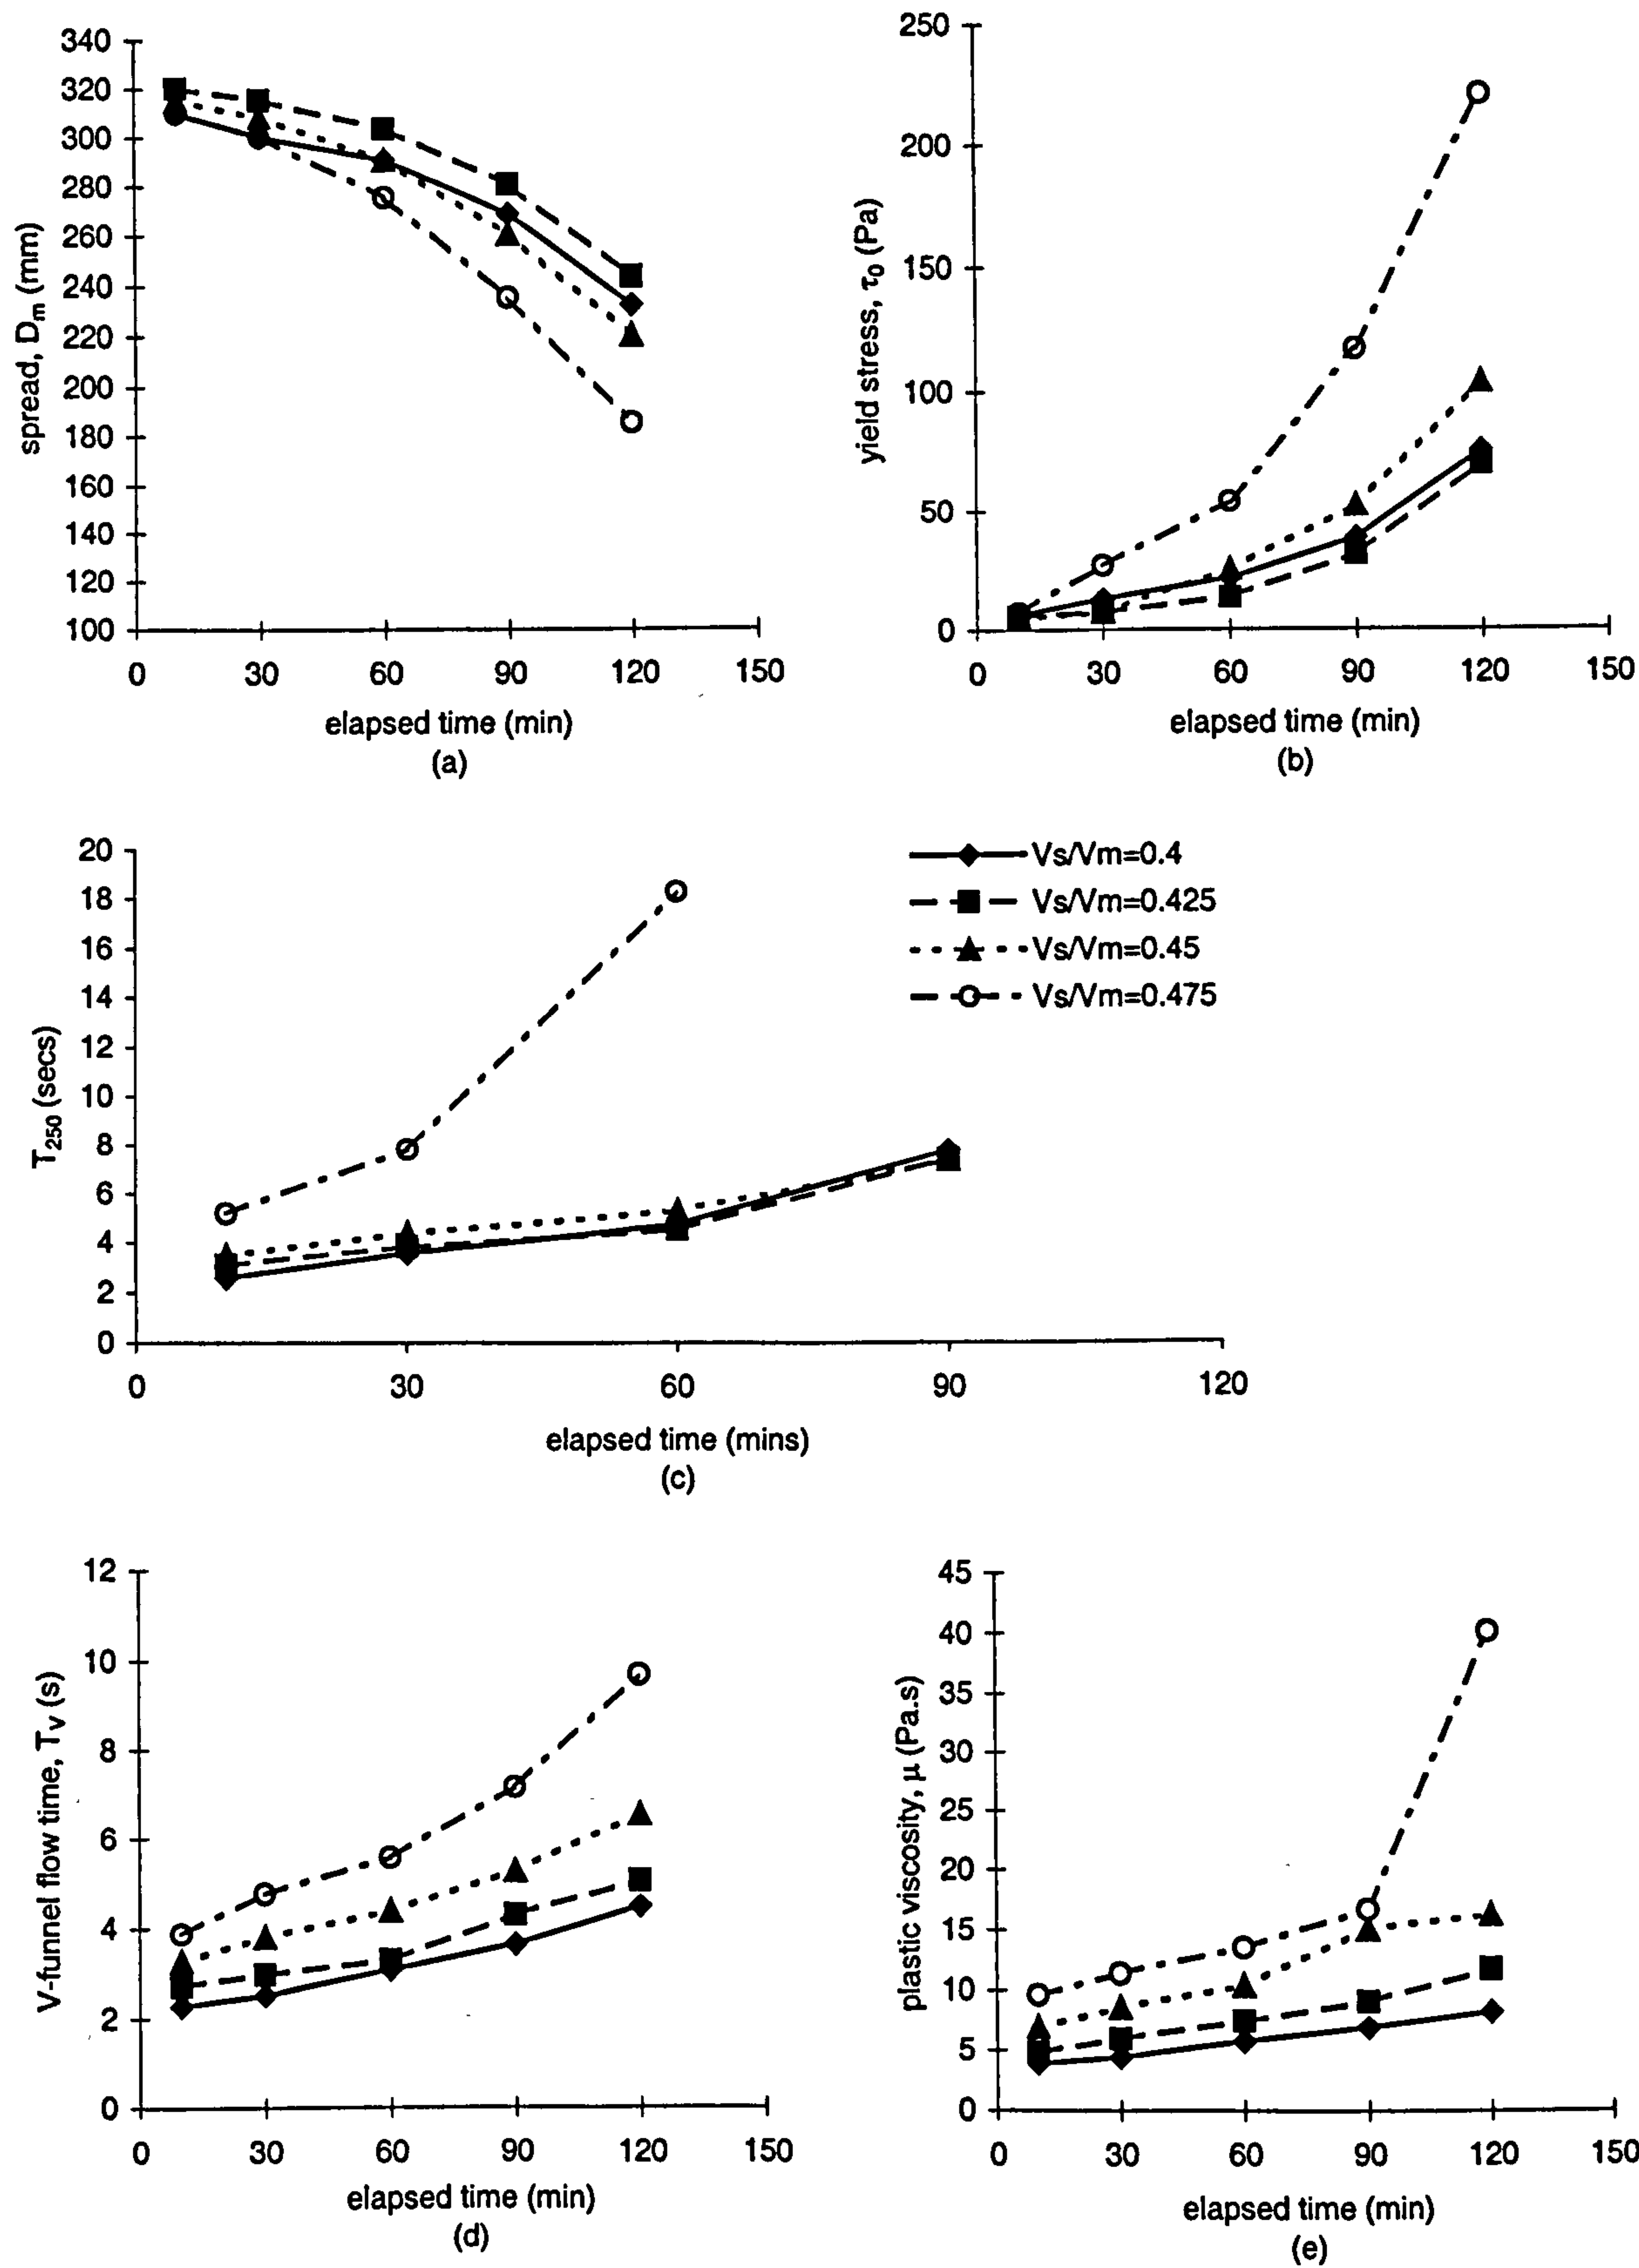 340
320
300
280
260
240
220
200
180
160
140
120
100
spread, Dm (mm)
0 30 60 90 120 150
elapsed time (min)
(a)
250
200
150
100
50
0
yield stress, τ0 (Pa)
0 30 60 90 120 150
elapsed time (min)
(b)
20
18
16
14
12
10
8
6
4
2
0
T250 (secs)
0 30 60 90 120
elapsed time (mins)
(c)
Vs/Vm=0.4
Vs/Vm=0.425
Vs/Vm=0.45
Vs/Vm=0.475
12
10
8
6
4
2
0
V-funnel flow time, TV (s)
0 30 60 90 120 150
elapsed time (min)
(d)
45
40
35
30
25
20
15
10
5
0
plastic viscosity, μ (Pa.s)
0 30 60 90 120 150
elapsed time (min)
(e)